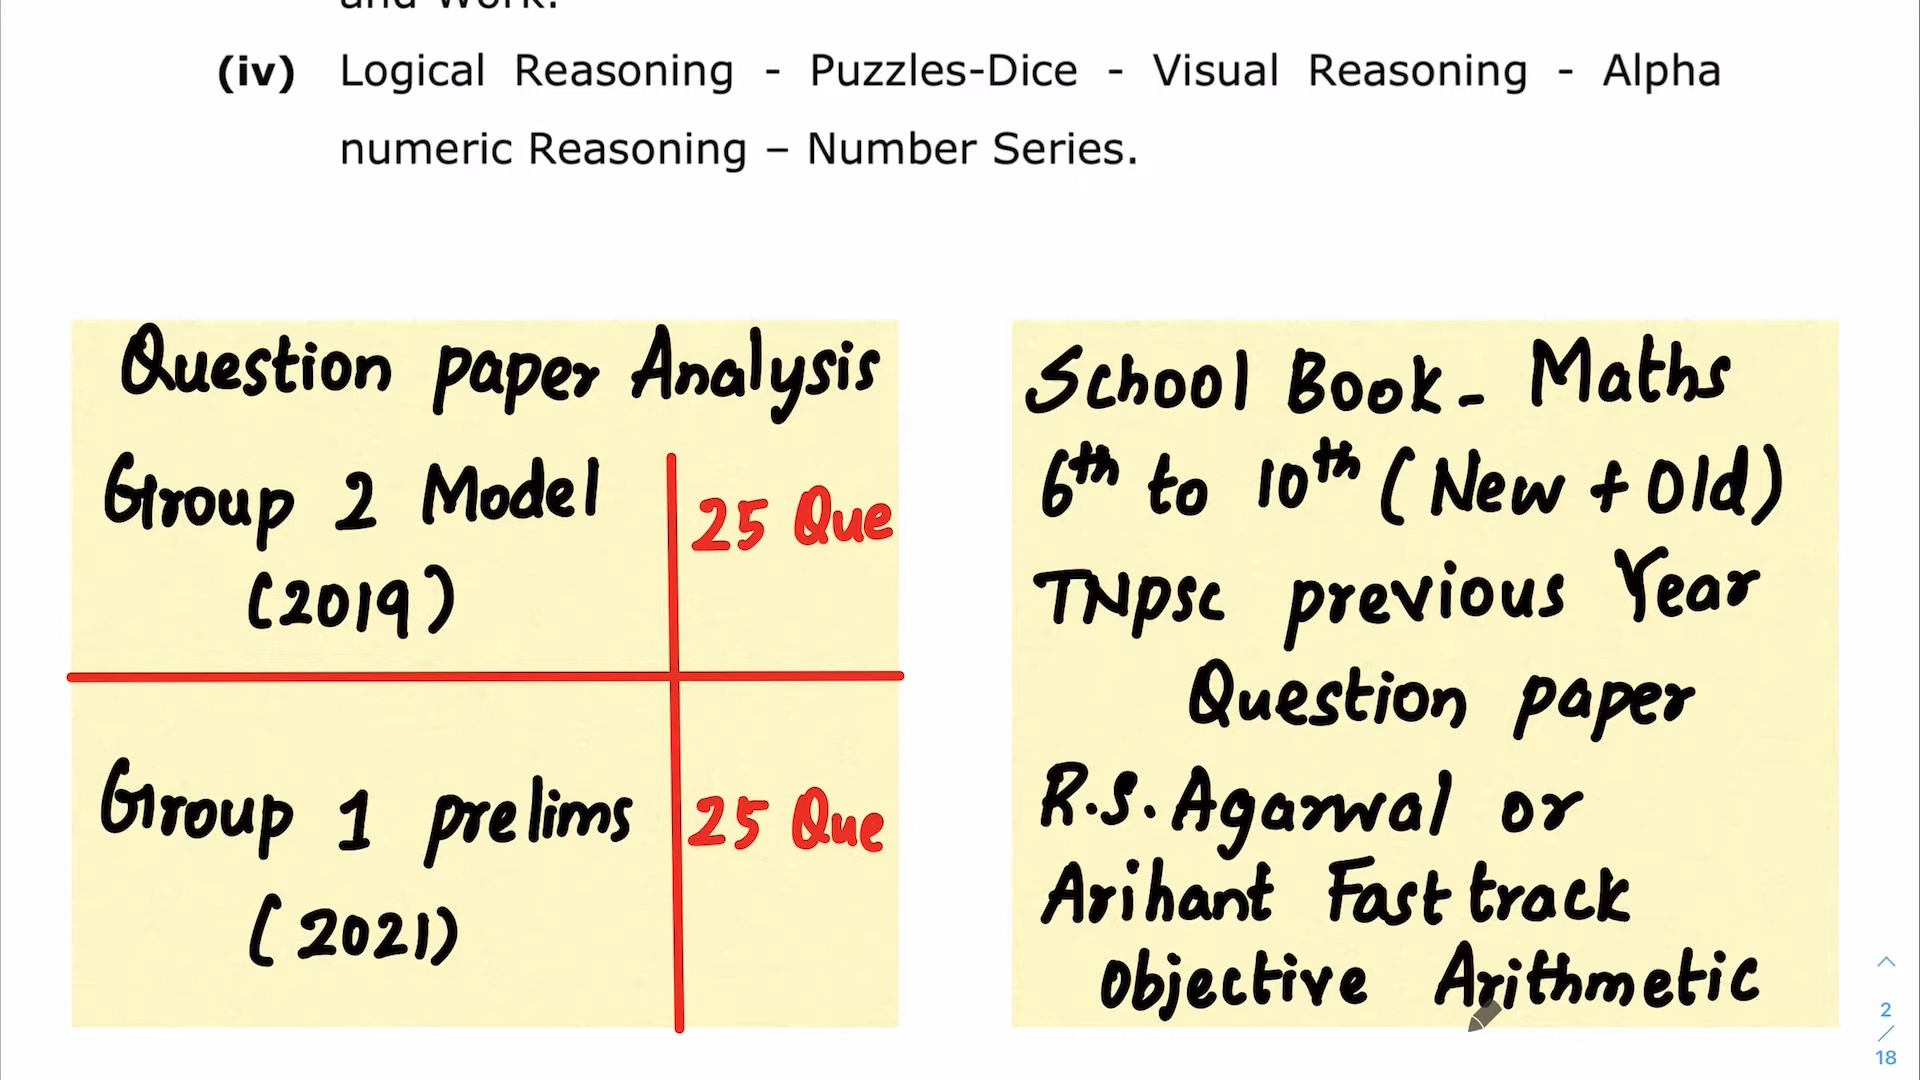 and work.
(iv) Logical Reasoning - Puzzles-Dice - Visual Reasoning - Alpha
numeric Reasoning – Number Series.
Question paper Analysis
Group 2 Model
(2019)
25 Que
Group 1 prelims
(2021)
25 Que
School Book - Maths
6th to 10th (New + Old)
TNPSC previous Year
Question paper
R.S. Agarwal or
Arihant Fast track
Objective Arithmetic
2
/
18